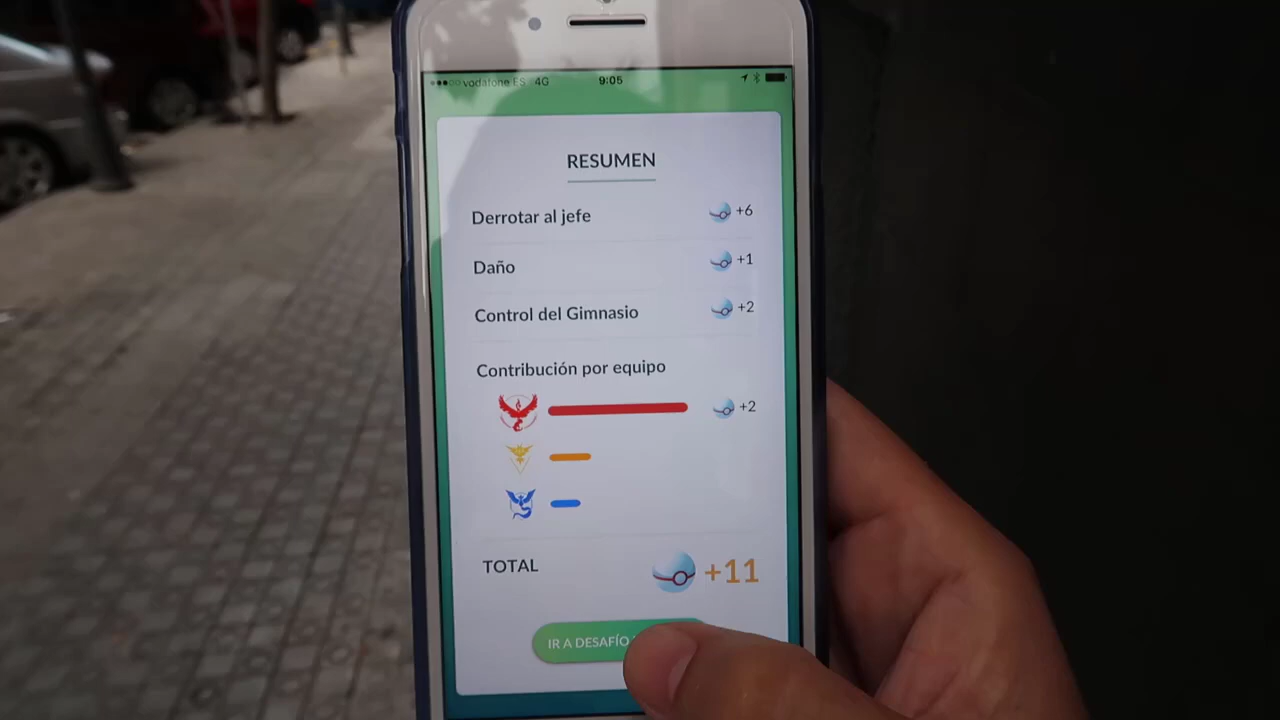 vodafone ES 4G 9:05
RESUMEN
Derrotar al jefe +6
Daño +1
Control del Gimnasio +2
Contribución por equipo
+2
TOTAL +11
IR A DESAFÍO